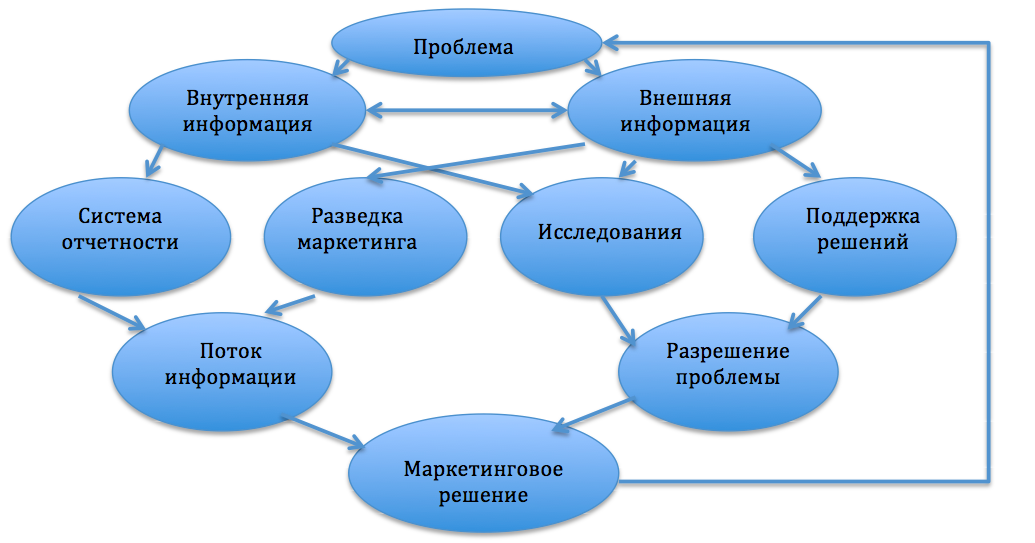 Проблема
Внутренняя
информация
Внешняя
информация
Система
отчетности
Разведка
маркетинга
Исследования
Поддержка
решений
Поток
информации
Разрешение
проблемы
Маркетинговое
решение